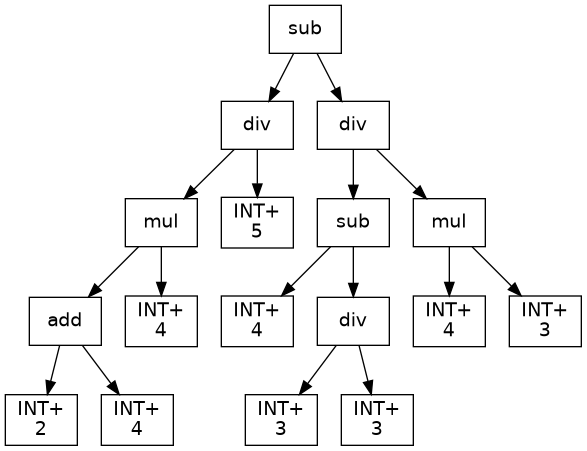 sub
div
div
mul
INT+
5
sub
mul
add
INT+
4
INT+
4
div
INT+
4
INT+
3
INT+
2
INT+
4
INT+
3
INT+
3